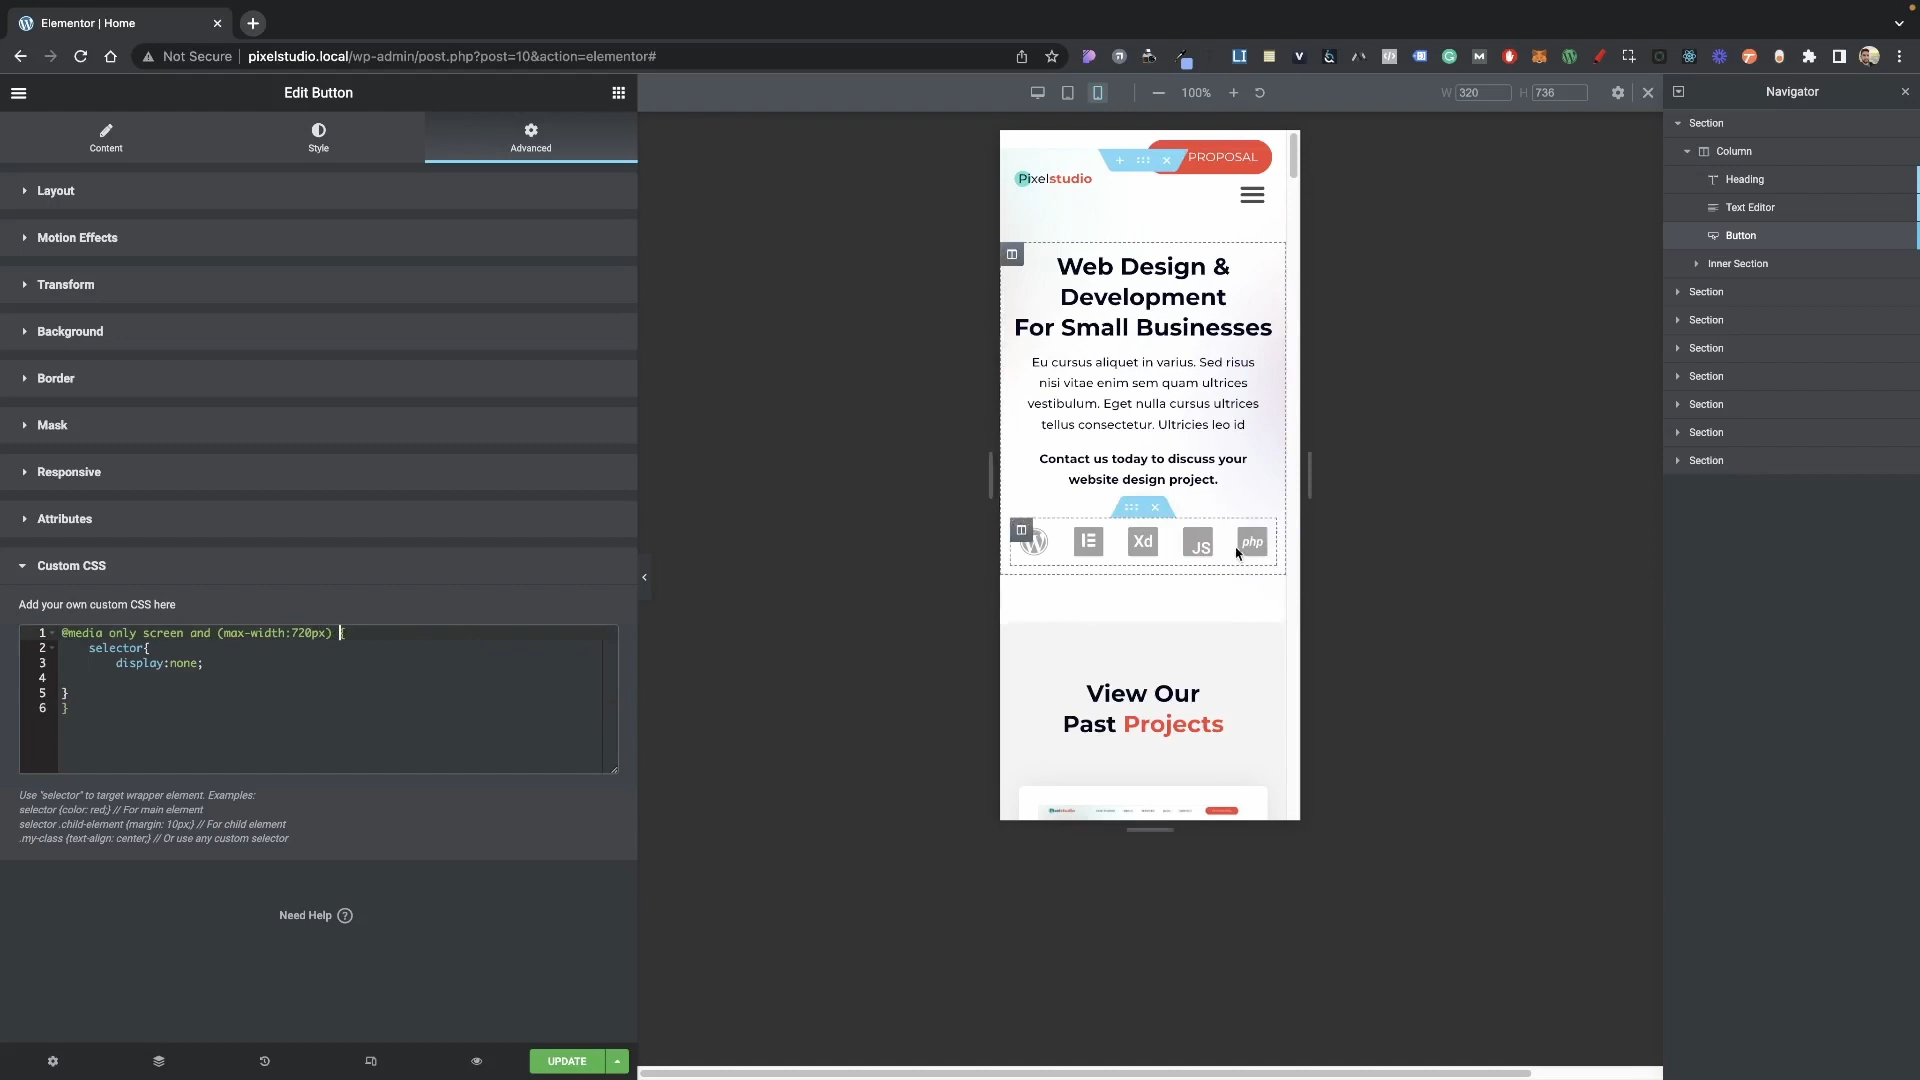 Elementor | Home
Not Secure
pixelstudio.local/wp-admin/post.php?post=10&action=elementor#
Edit Button
100%
W 320
H 736
Navigator
Content
Style
Advanced
Layout
Motion Effects
Transform
Background
Border
Mask
Responsive
Attributes
Custom CSS
Add your own custom CSS here
1 @media only screen and (max-width:720px) {
2 selector{
3 display:none;
4
5 }
6 }
Use "selector" to target wrapper element. Examples:
selector {color: red;} // For main element
selector .child-element {margin: 10px;} // For child element
.my-class {text-align: center;} // Or use any custom selector
Need Help ?
UPDATE
PROPOSAL
Pixelstudio
Web Design &
Development
For Small Businesses
Eu cursus aliquet in varius. Sed risus
nisi vitae enim sem quam ultrices
vestibulum. Eget nulla cursus ultrices
tellus consectetur. Ultricies leo id
Contact us today to discuss your
website design project.
Xd
JS
php
View Our
Past Projects
Section
Column
Heading
Text Editor
Button
Inner Section
Section
Section
Section
Section
Section
Section
Section